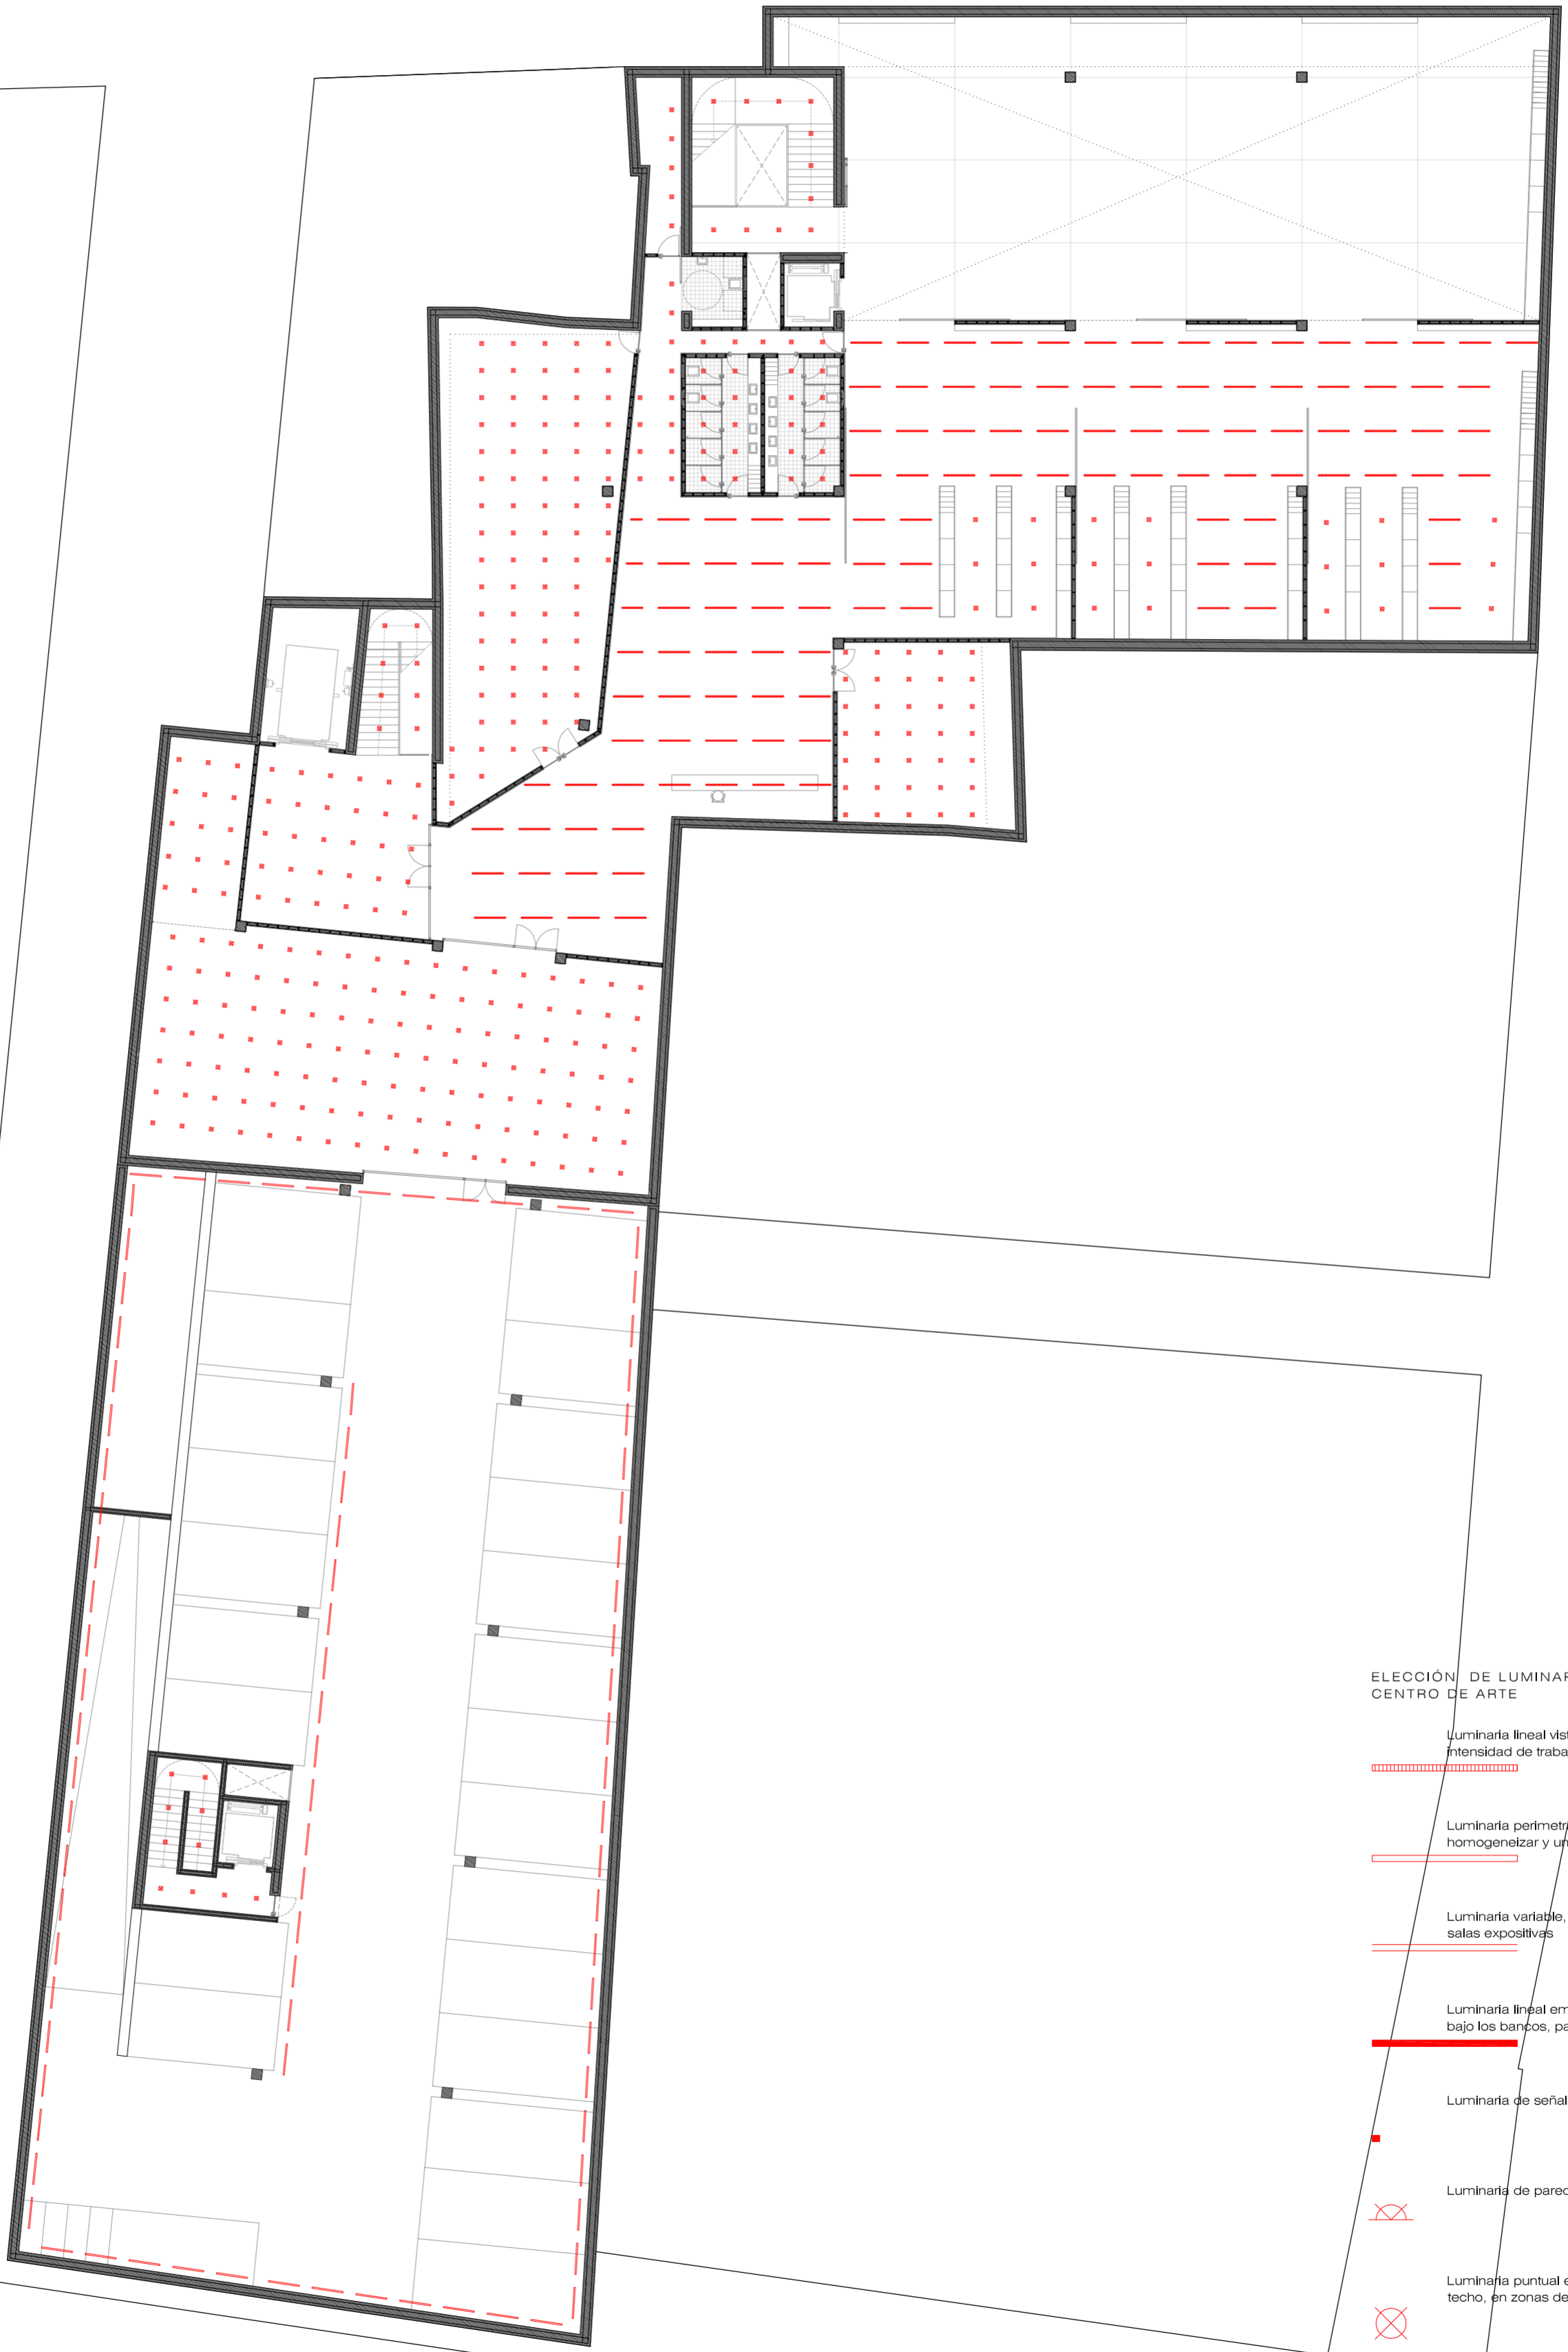 ELECCIÓN DE LUMINAR
CENTRO DE ARTE
Luminaria lineal vist
intensidad de traba
Luminaria perimetr
homogeneizar y un
Luminaria variable,
salas expositivas
Luminaria lineal em
bajo los bancos, pa
Luminaria de señal
Luminaria de pared
Luminaria puntual e
techo, en zonas de